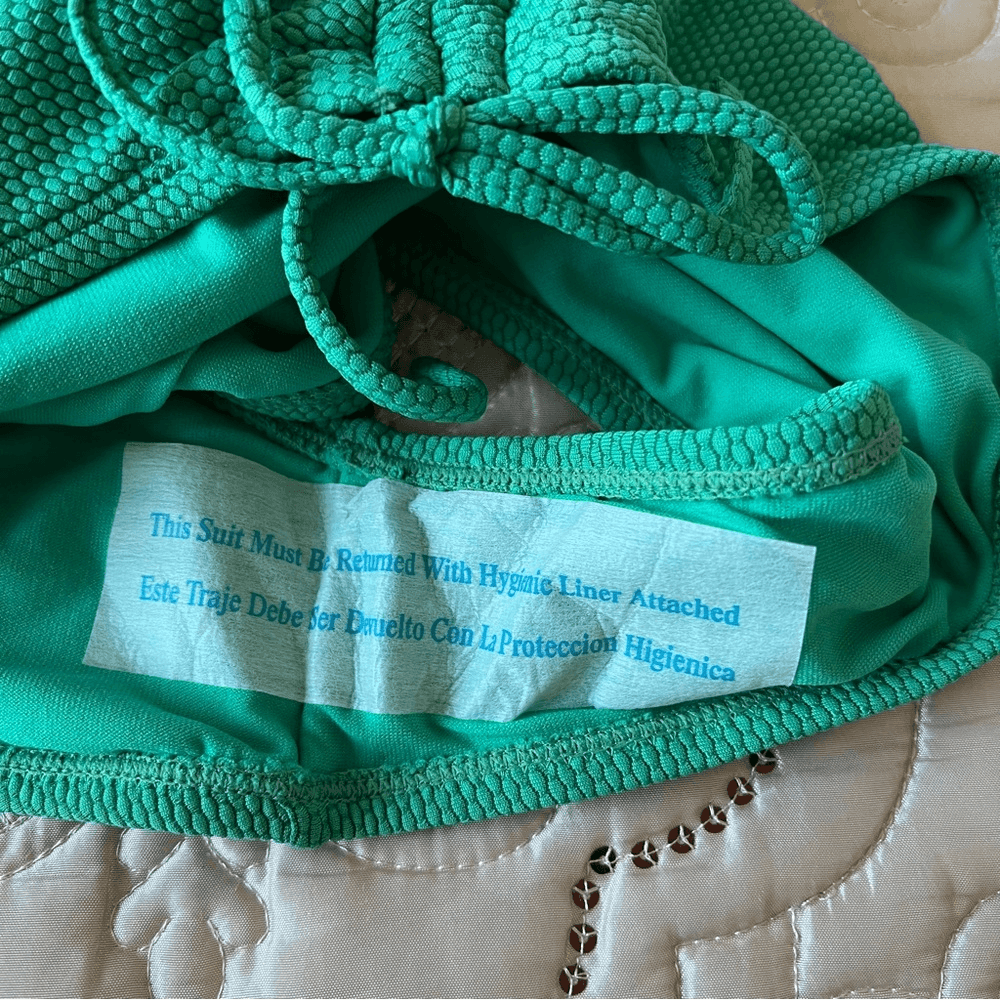 This Suit Must Be Returned With Hygienic Liner Attached
Este Traje Debe Ser Devuelto Con La Proteccion Higienica